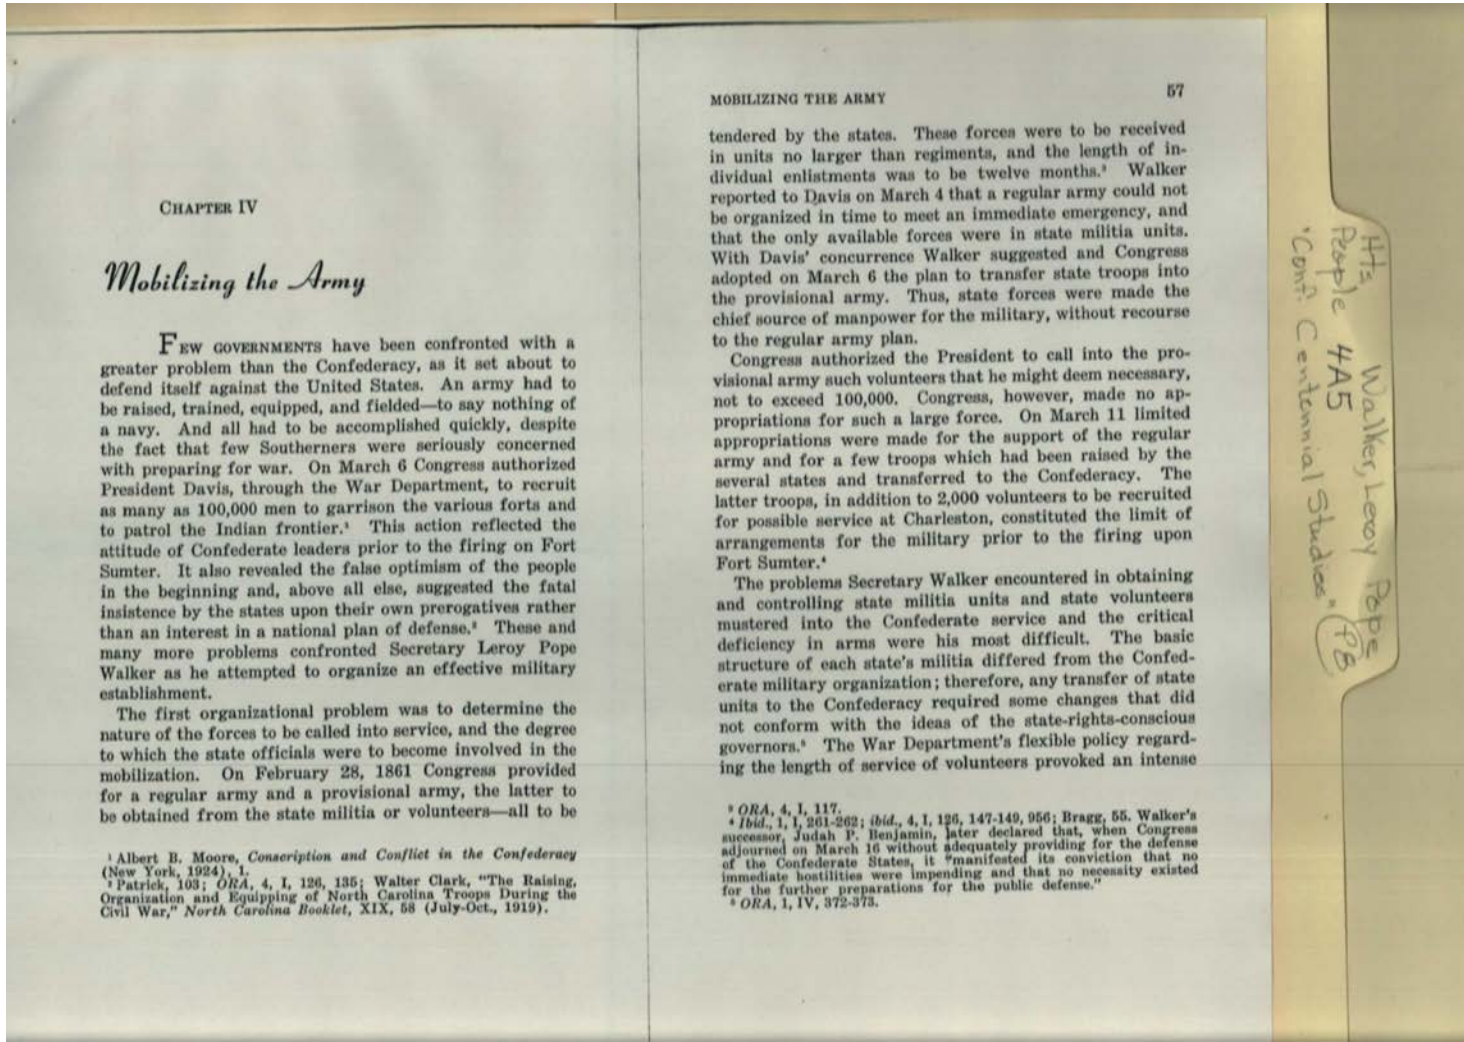 CHAPTER IV
Mobilizing the Army
FEW GOVERNMENTS have been confronted with a
greater problem than the Confederacy, as it set about to
defend itself against the United States. An army had to
be raised, trained, equipped, and fielded—to say nothing of
a navy. And all had to be accomplished quickly, despite
the fact that few Southerners were seriously concerned
with preparing for war. On March 6 Congress authorized
President Davis, through the War Department, to recruit
as many as 100,000 men to garrison the various forts and
to patrol the Indian frontier.¹ This action reflected the
attitude of Confederate leaders prior to the firing on Fort
Sumter. It also revealed the false optimism of the people
in the beginning and, above all else, suggested the fatal
insistence by the states upon their own prerogatives rather
than an interest in a national plan of defense.² These and
many more problems confronted Secretary Leroy Pope
Walker as he attempted to organize an effective military
establishment.
The first organizational problem was to determine the
nature of the forces to be called into service, and the degree
to which the state officials were to become involved in the
mobilization. On February 28, 1861 Congress provided
for a regular army and a provisional army, the latter to
be obtained from the state militia or volunteers—all to be
¹ Albert B. Moore, Conscription and Conflict in the Confederacy
(New York, 1924), 1.
² Patrick, 103; ORA, 4, I, 126, 135; Walter Clark, "The Raising,
Organization and Equipping of North Carolina Troops During the
Civil War," North Carolina Booklet, XIX, 58 (July-Oct., 1919).
MOBILIZING THE ARMY 57
tendered by the states. These forces were to be received
in units no larger than regiments, and the length of in-
dividual enlistments was to be twelve months.³ Walker
reported to Davis on March 4 that a regular army could not
be organized in time to meet an immediate emergency, and
that the only available forces were in state militia units.
With Davis' concurrence Walker suggested and Congress
adopted on March 6 the plan to transfer state troops into
the provisional army. Thus, state forces were made the
chief source of manpower for the military, without recourse
to the regular army plan.
Congress authorized the President to call into the pro-
visional army such volunteers that he might deem necessary,
not to exceed 100,000. Congress, however, made no ap-
propriations for such a large force. On March 11 limited
appropriations were made for the support of the regular
army and for a few troops which had been raised by the
several states and transferred to the Confederacy. The
latter troops, in addition to 2,000 volunteers to be recruited
for possible service at Charleston, constituted the limit of
arrangements for the military prior to the firing upon
Fort Sumter.⁴
The problems Secretary Walker encountered in obtaining
and controlling state militia units and state volunteers
mustered into the Confederate service and the critical
deficiency in arms were his most difficult. The basic
structure of each state's militia differed from the Confed-
erate military organization; therefore, any transfer of state
units to the Confederacy required some changes that did
not conform with the ideas of the state-rights-conscious
governors.⁵ The War Department's flexible policy regard-
ing the length of service of volunteers provoked an intense
³ ORA, 4, I, 117.
⁴ Ibid., 1, I, 261-262; ibid., 4, I, 126, 147-149, 956; Bragg, 55. Walker's
successor, Judah P. Benjamin, later declared that, when Congress
adjourned on March 16 without adequately providing for the defense
of the Confederate States, it "manifested its conviction that no
immediate hostilities were impending and that no necessity existed
for the further preparations for the public defense."
⁵ ORA, 1, IV, 372-373.
Hts Walker, Leroy Pope
People 4A5 PB
"Conf. Centennial Studies"